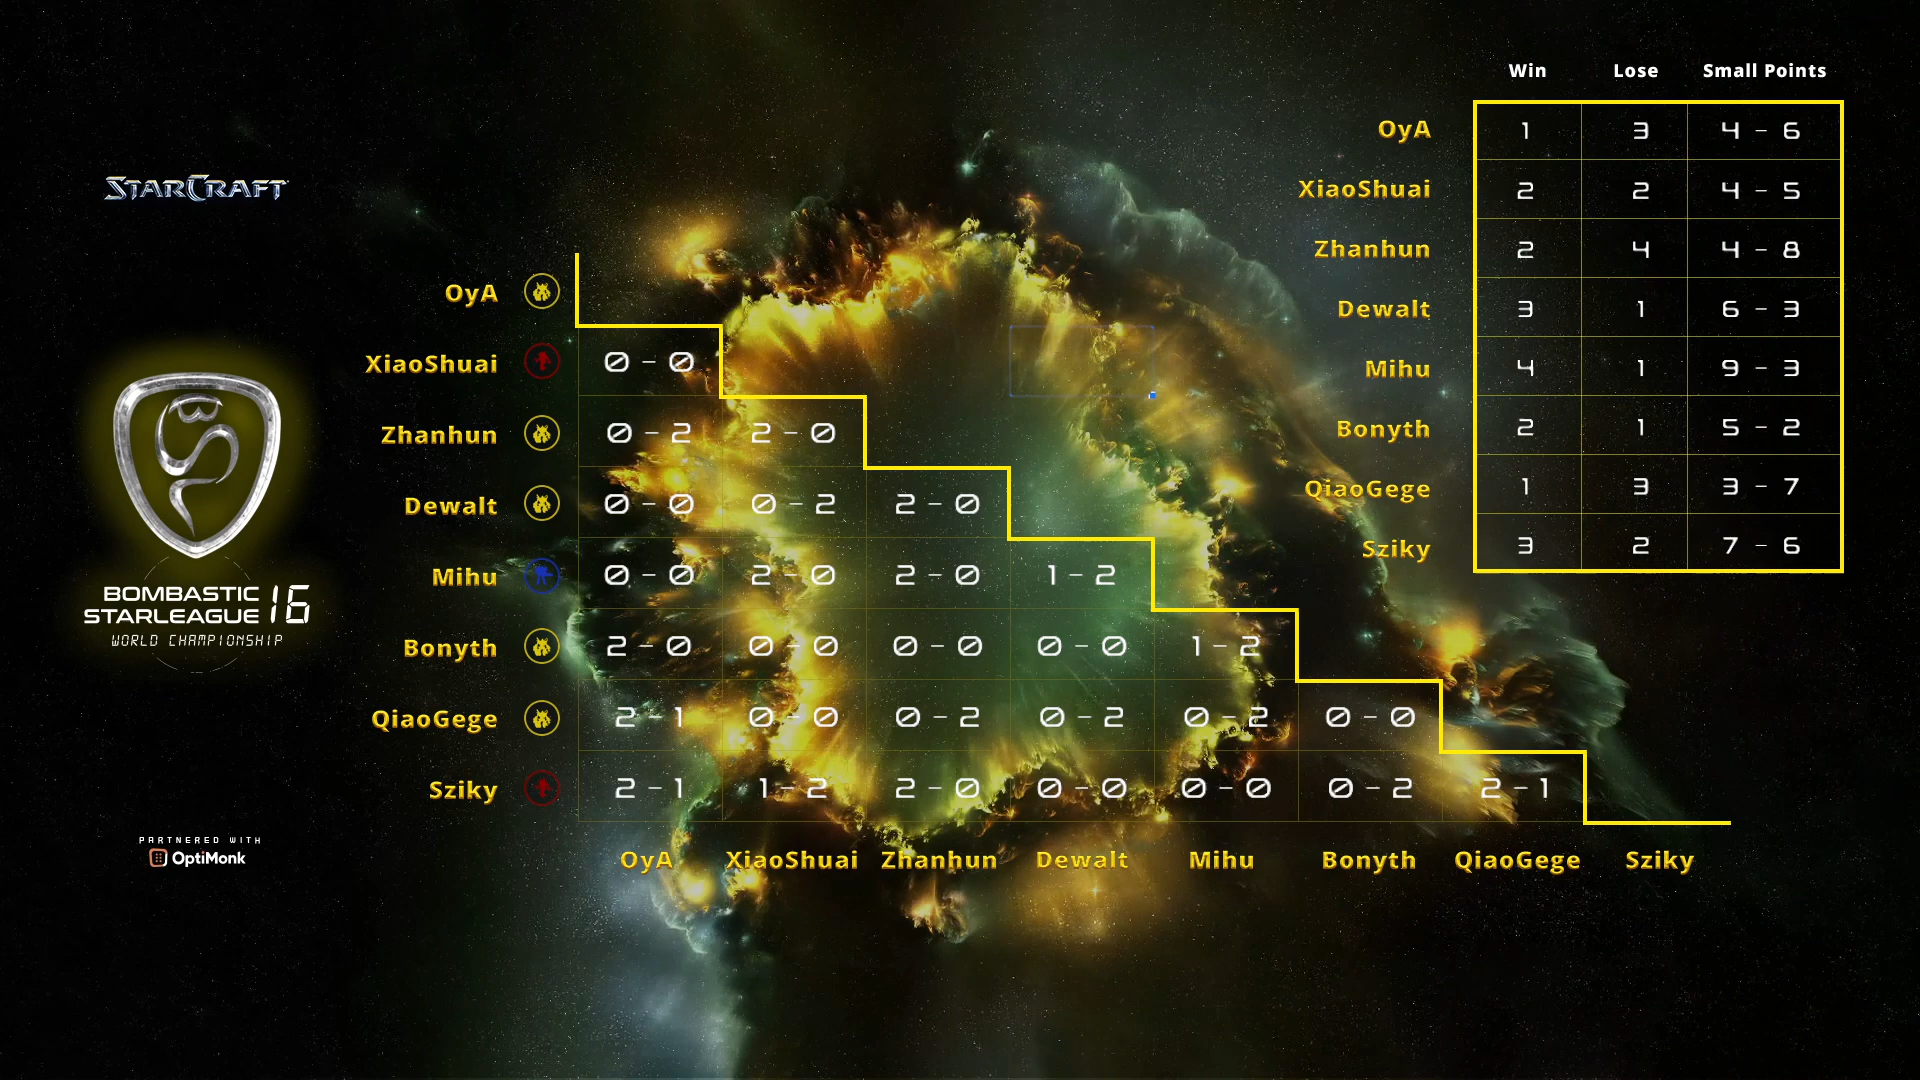 Win Lose Small Points
OyA 1 3 4 - 6
XiaoShuai 2 2 4 - 5
Zhanhun 2 4 4 - 8
Dewalt 3 1 6 - 3
Mihu 4 1 9 - 3
Bonyth 2 1 5 - 2
QiaoGege 1 3 3 - 7
Sziky 3 2 7 - 6
STARCRAFT
BOMBASTIC
STARLEAGUE 16
WORLD CHAMPIONSHIP
PARTNERED WITH
OptiMonk
OyA
XiaoShuai 0 - 0
Zhanhun 0 - 2 2 - 0
Dewalt 0 - 0 0 - 2 2 - 0
Mihu 0 - 0 2 - 0 2 - 0 1 - 2
Bonyth 2 - 0 0 - 0 0 - 0 0 - 0 1 - 2
QiaoGege 2 - 1 0 - 0 0 - 2 0 - 2 0 - 2 0 - 0
Sziky 2 - 1 1 - 2 2 - 0 0 - 0 0 - 0 0 - 2 2 - 1
OyA XiaoShuai Zhanhun Dewalt Mihu Bonyth QiaoGege Sziky